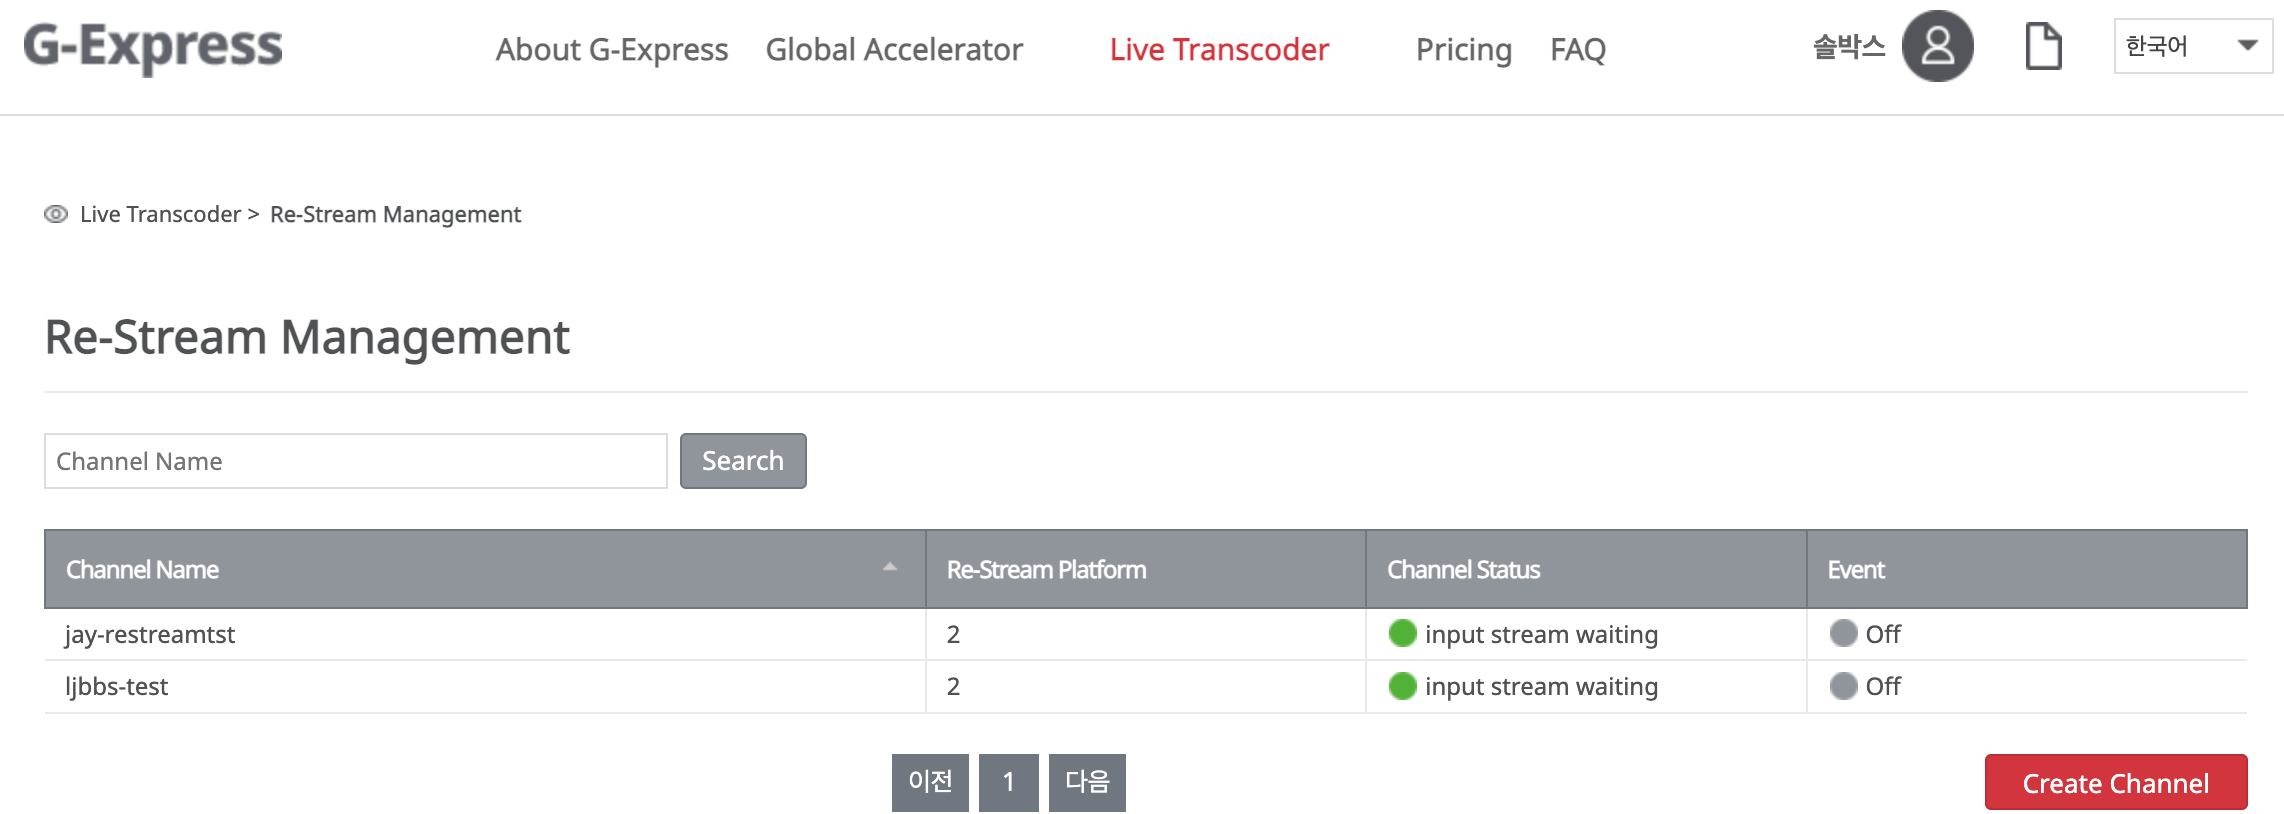 G-Express
About G-Express Global Accelerator Live Transcoder Pricing FAQ 솔박스 한국어
Live Transcoder > Re-Stream Management
Re-Stream Management
Channel Name Search
Channel Name Re-Stream Platform Channel Status Event
jay-restreamtst 2 input stream waiting Off
ljbbs-test 2 input stream waiting Off
이전 1 다음 Create Channel